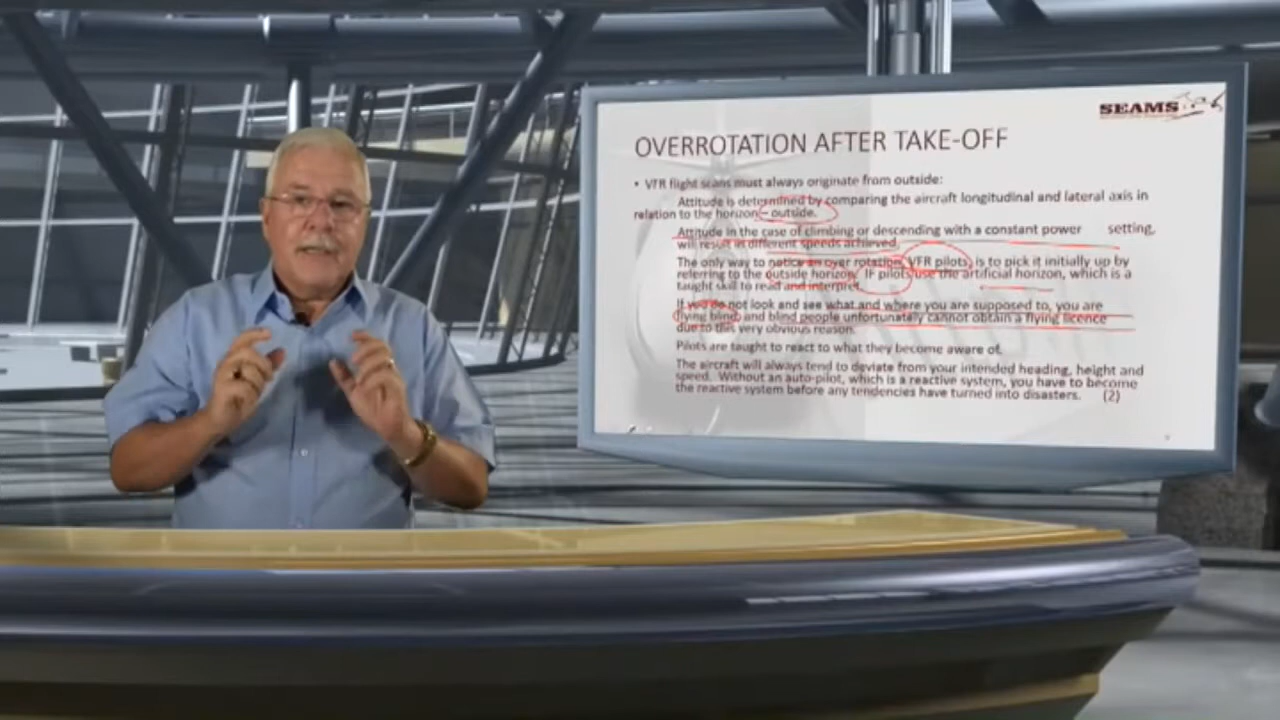 SEAMS
OVERROTATION AFTER TAKE-OFF
• VFR flight scans must always originate from outside:
Attitude is determined by comparing the aircraft longitudinal and lateral axis in
relation to the horizon – outside.
Attitude in the case of climbing or descending with a constant power setting,
will result in different speeds achieved.
The only way to notice an over rotation, VFR pilots, is to pick it initially up by
referring to the outside horizon. IF pilots use the artificial horizon, which is a
taught skill to read and interpret.
If you do not look and see what and where you are supposed to, you are
flying blind, and blind people unfortunately cannot obtain a flying licence
due to this very obvious reason.
Pilots are taught to react to what they become aware of.
The aircraft will always tend to deviate from your intended heading, height and
speed. Without an auto-pilot, which is a reactive system, you have to become
the reactive system before any tendencies have turned into disasters. (2)